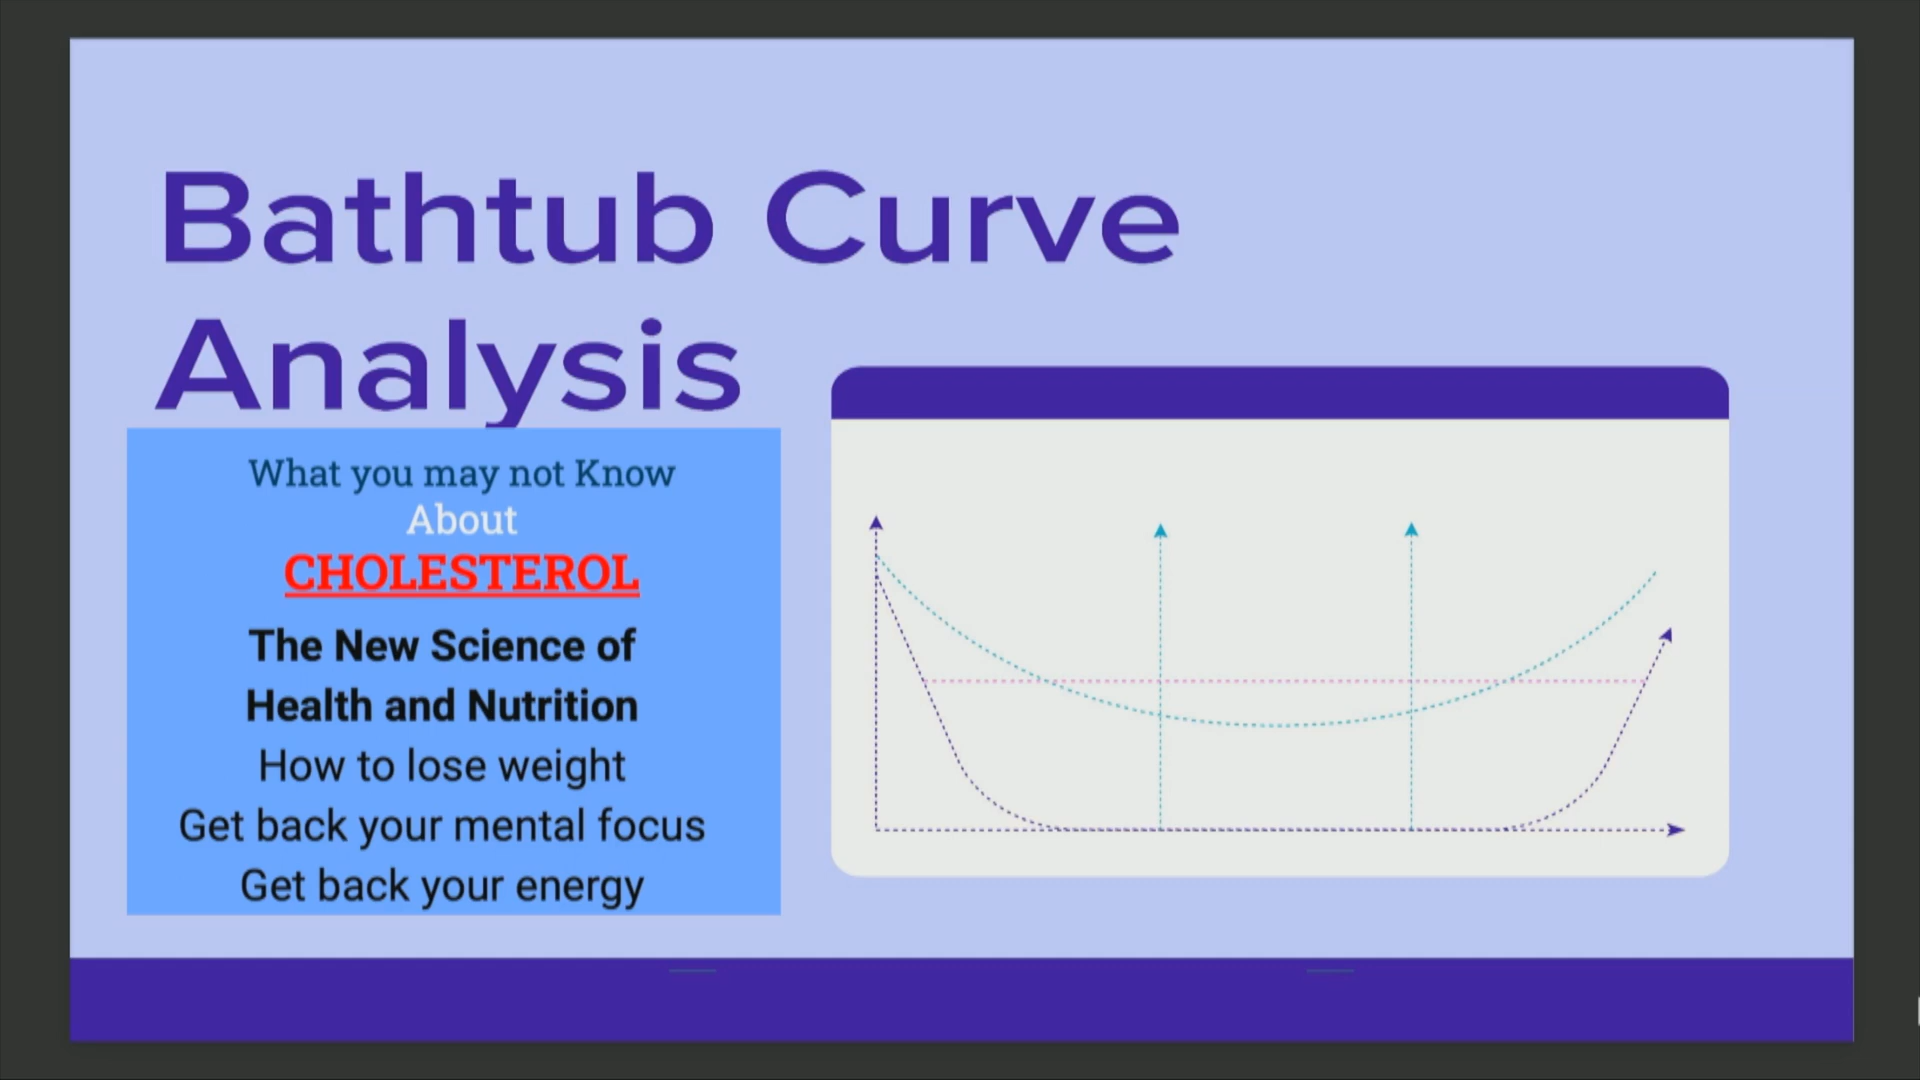 Bathtub Curve
Analysis
What you may not Know
About
CHOLESTEROL
The New Science of
Health and Nutrition
How to lose weight
Get back your mental focus
Get back your energy